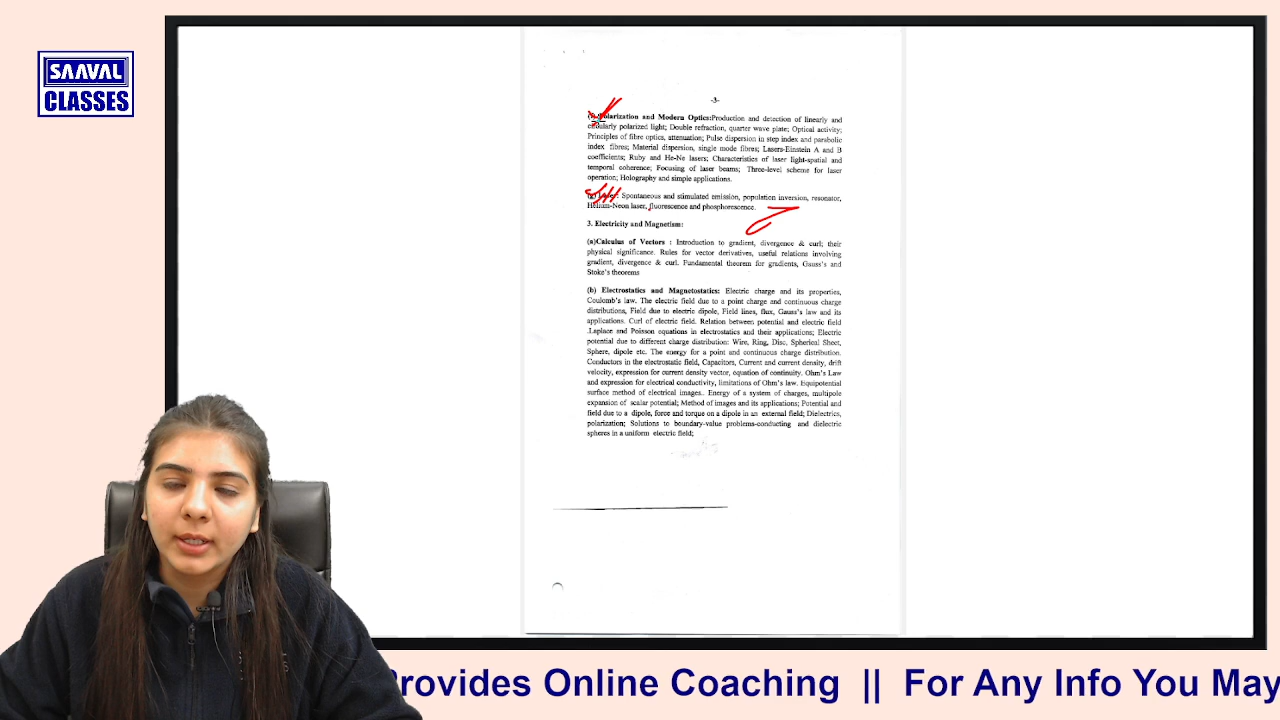 SAAVAL
CLASSES
-3-
Polarization and Modern Optics:Production and detection of linearly and
circularly polarized light; Double refraction, quarter wave plate; Optical activity;
Principles of fibre optics, attenuation; Pulse dispersion in step index and parabolic
index fibres; Material dispersion, single mode fibres; Lasers-Einstein A and B
coefficients; Ruby and He-Ne lasers; Characteristics of laser light-spatial and
temporal coherence; Focusing of laser beams; Three-level scheme for laser
operation; Holography and simple applications.
Spontaneous and stimulated emission, population inversion, resonator,
Helium-Neon laser, fluorescence and phosphorescence.
3. Electricity and Magnetism:
(a)Calculus of Vectors : Introduction to gradient, divergence & curl; their
physical significance. Rules for vector derivatives, useful relations involving
gradient, divergence & curl. Fundamental theorem for gradients, Gauss's and
Stoke's theorems
(b) Electrostatics and Magnetostatics: Electric charge and its properties,
Coulomb's law. The electric field due to a point charge and continuous charge
distributions, Field due to electric dipole, Field lines, flux, Gauss's law and its
applications. Curl of electric field. Relation between potential and electric field
.Laplace and Poisson equations in electrostatics and their applications; Electric
potential due to different charge distribution: Wire, Ring, Disc, Spherical Sheet,
Sphere, dipole etc. The energy for a point and continuous charge distribution.
Conductors in the electrostatic field, Capacitors, Current and current density, drift
velocity, expression for current density vector, equation of continuity. Ohm's Law
and expression for electrical conductivity, limitations of Ohm's law. Equipotential
surface method of electrical images.. Energy of a system of charges, multipole
expansion of scalar potential; Method of images and its applications; Potential and
field due to a dipole, force and torque on a dipole in an external field; Dielectrics,
polarization; Solutions to boundary-value problems-conducting and dielectric
spheres in a uniform electric field;
Provides Online Coaching || For Any Info You May